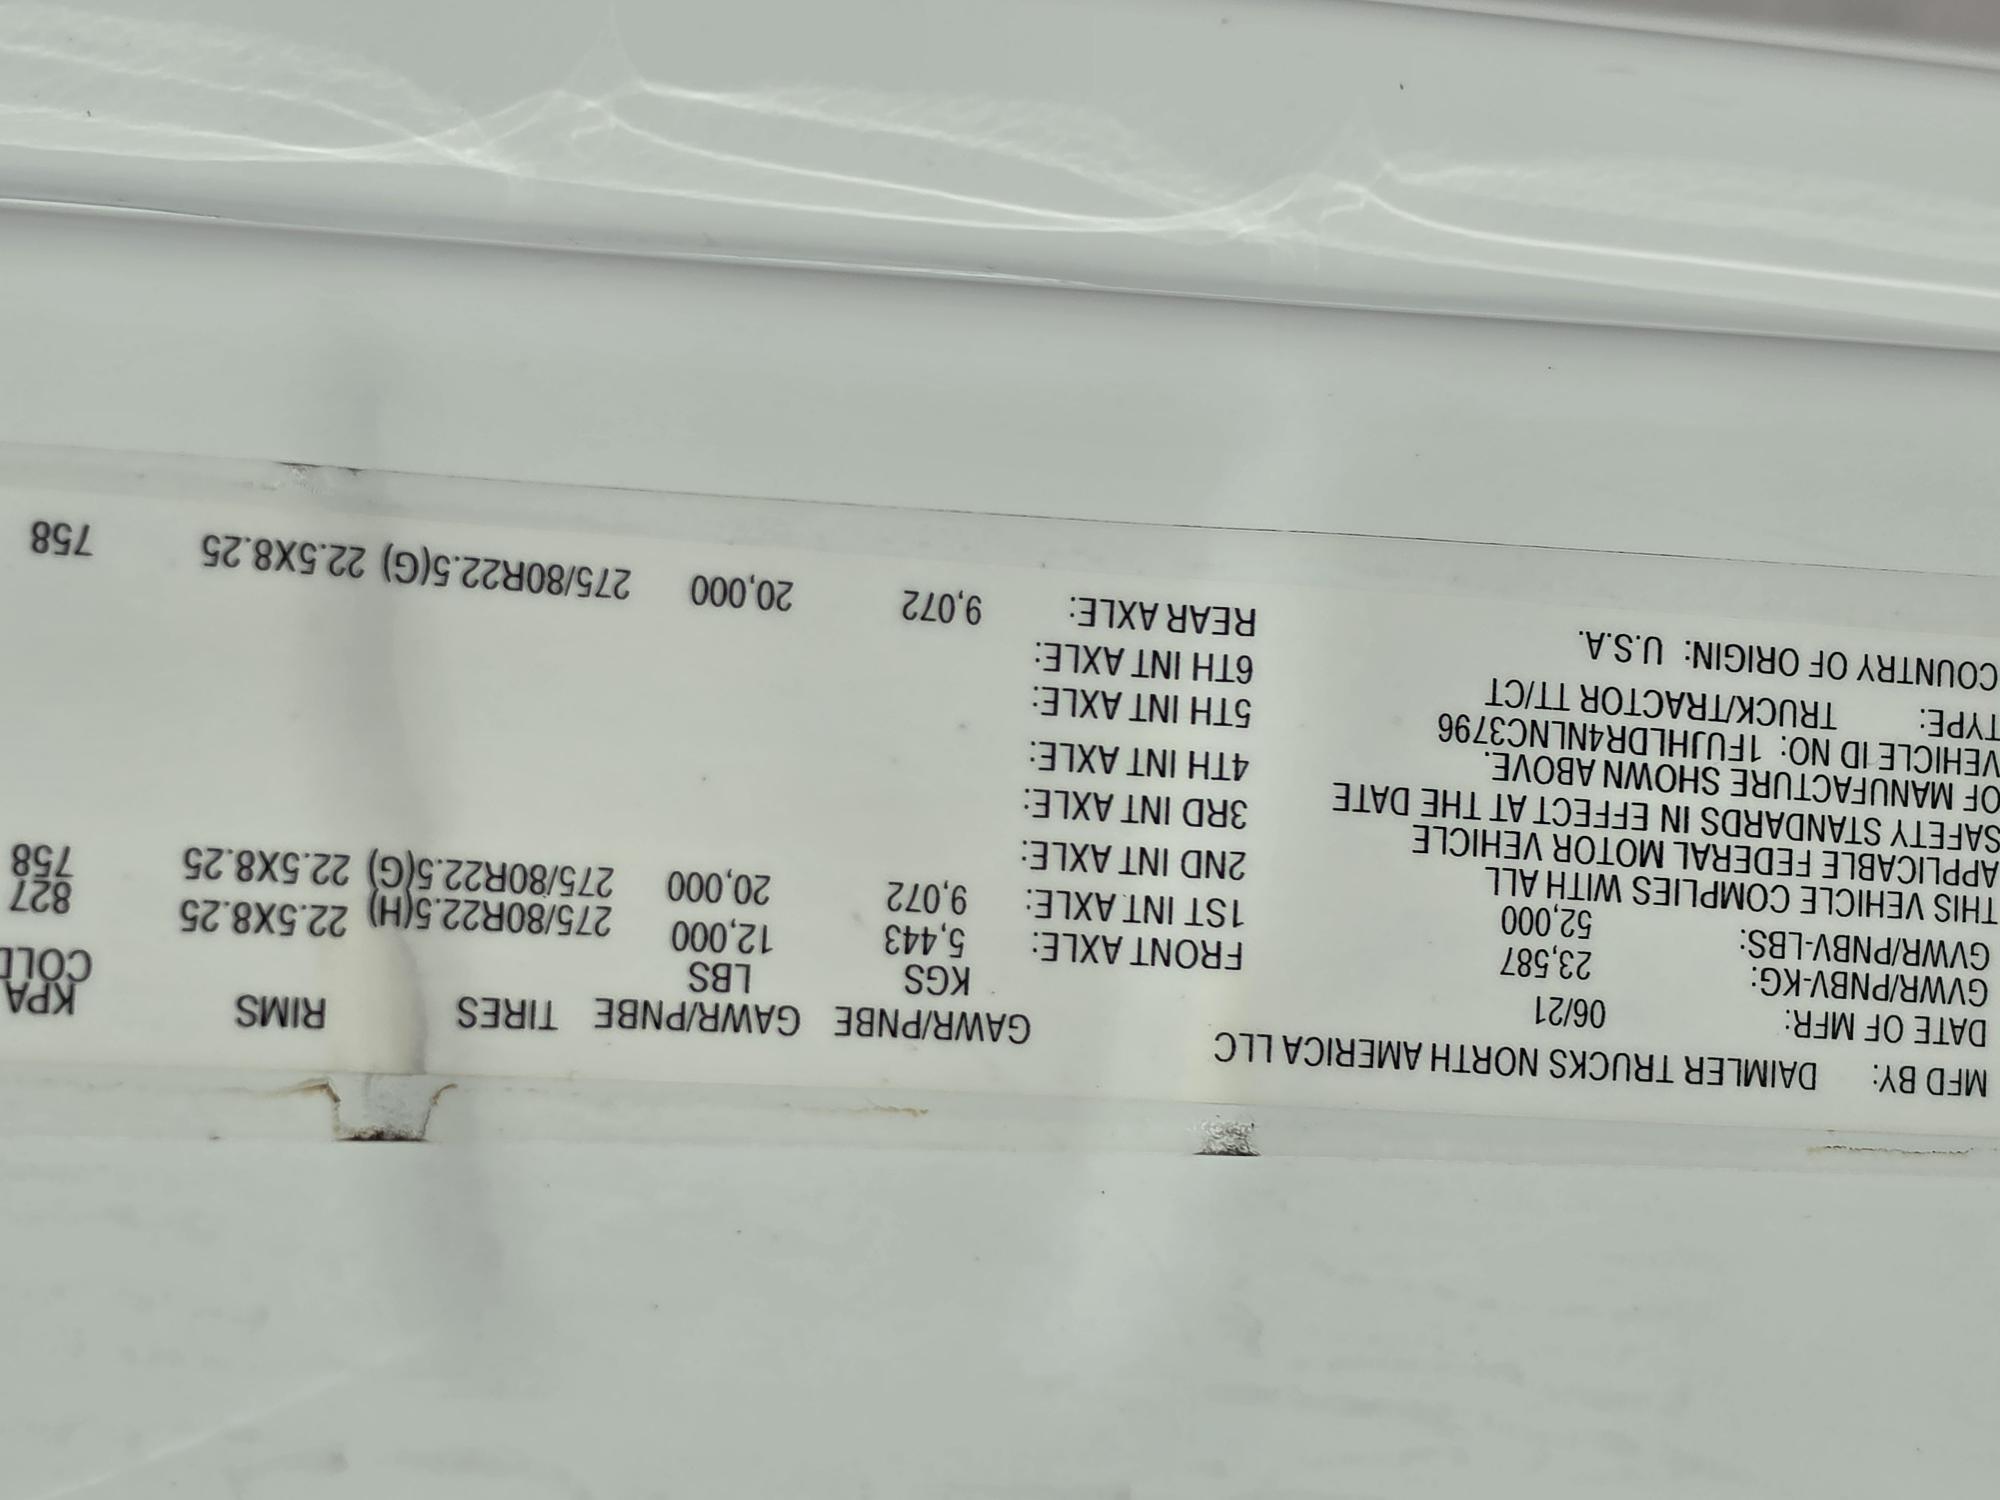 MFD BY: DAIMLER TRUCKS NORTH AMERICA LLC
DATE OF MFR: 06/21
GVWR/PNBV-KG: 23,587
GVWR/PNBV-LBS: 52,000
THIS VEHICLE COMPLIES WITH ALL
APPLICABLE FEDERAL MOTOR VEHICLE
SAFETY STANDARDS IN EFFECT AT THE DATE
OF MANUFACTURE SHOWN ABOVE.
VEHICLE ID NO: 1FUJHLDR4NLNC3796
TYPE: TRUCK/TRACTOR TT/CT
COUNTRY OF ORIGIN: U.S.A.
GAWR/PNBE GAWR/PNBE TIRES RIMS KPA
KGS LBS COLD
FRONT AXLE: 5,443 12,000 275/80R22.5(H) 22.5X8.25 827
1ST INT AXLE: 9,072 20,000 275/80R22.5(G) 22.5X8.25 758
2ND INT AXLE:
3RD INT AXLE:
4TH INT AXLE:
5TH INT AXLE:
6TH INT AXLE:
REAR AXLE: 9,072 20,000 275/80R22.5(G) 22.5X8.25 758